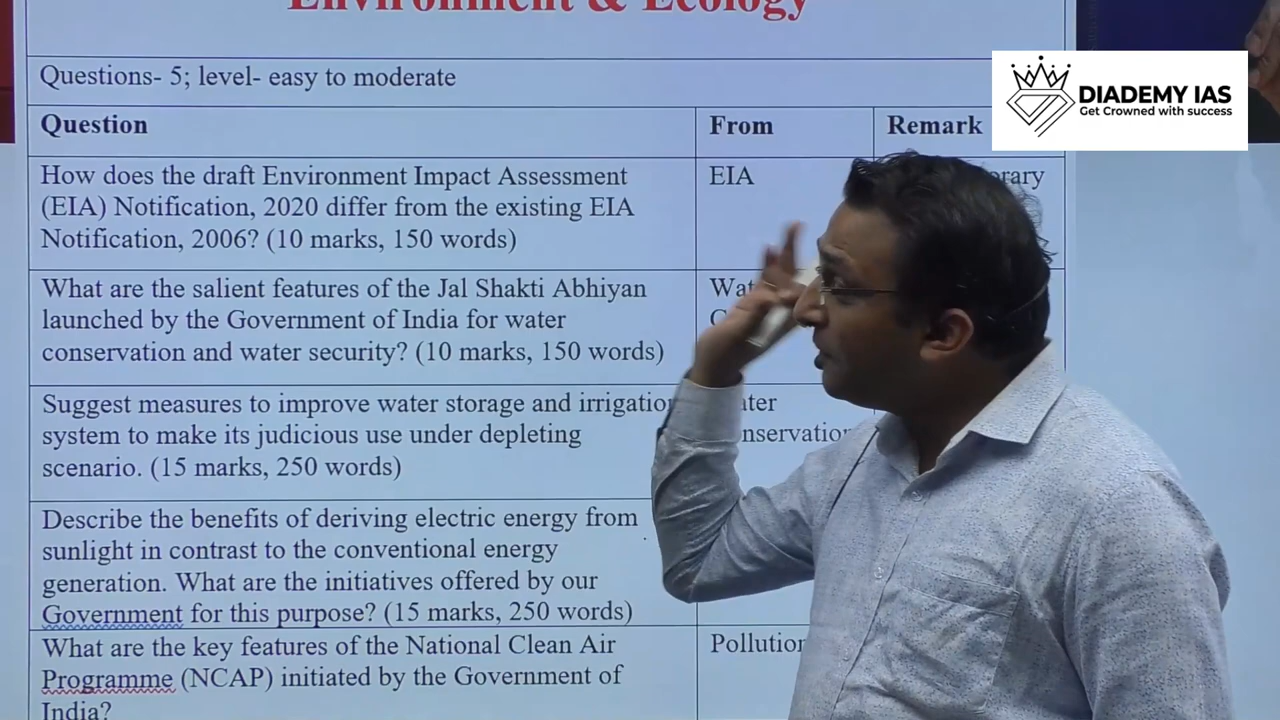 Environment & Ecology
DIADEMY IAS
Get Crowned with success
Questions- 5; level- easy to moderate
Question From Remark
How does the draft Environment Impact Assessment EIA
(EIA) Notification, 2020 differ from the existing EIA
Notification, 2006? (10 marks, 150 words)
What are the salient features of the Jal Shakti Abhiyan
launched by the Government of India for water
conservation and water security? (10 marks, 150 words)
Suggest measures to improve water storage and irrigation
system to make its judicious use under depleting
scenario. (15 marks, 250 words)
Describe the benefits of deriving electric energy from
sunlight in contrast to the conventional energy
generation. What are the initiatives offered by our
Government for this purpose? (15 marks, 250 words)
What are the key features of the National Clean Air Pollution
Programme (NCAP) initiated by the Government of
India?